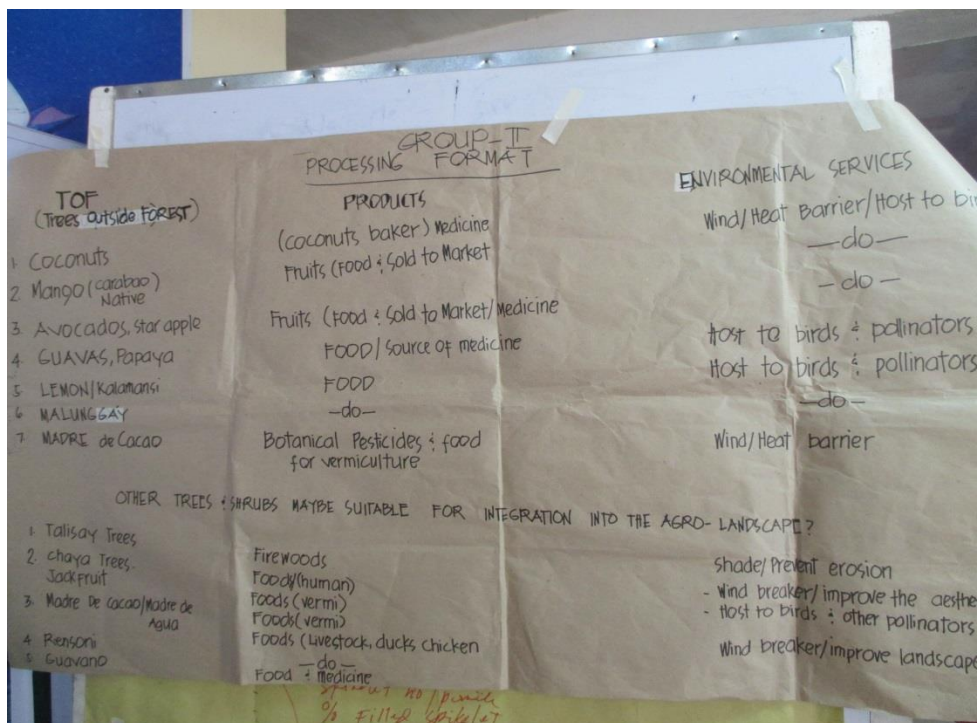 GROUP-II
PROCESSING FORMAT
TOF
(Trees Outside FOREST)
1. Coconuts
2. Mango (carabao)
Native
3. Avocados, star apple
4. GUAVAS, Papaya
5. LEMON/Kalamansi
6. MALUNGGAY
7. MADRE de Cacao
PRODUCTS
(coconuts baker) Medicine
Fruits (Food & Sold to Market
Fruits (Food & Sold to Market/Medicine
FOOD/source of medicine
FOOD
—do—
Botanical Pesticides & food
for vermiculture
ENVIRONMENTAL SERVICES
Wind/Heat Barrier/Host to
—do—
—do—
Host to birds & pollinators
Host to birds & pollinators
—do—
Wind/Heat barrier
OTHER TREES & SHRUBS MAYBE SUITABLE FOR INTEGRATION INTO THE AGRO-LANDSCAPE?
1. Talisay Trees
2. Chaya Trees.
Jackfruit
3. Madre De Cacao/Madre de
Agua
4. Rensoni
5. Guavano
Firewoods
Foods (human)
Foods (vermi)
Foods (vermi)
Foods (Livestock, ducks chicken
—do—
Food & medicine
Shade/Prevent erosion
- Wind breaker/improve the
- Host to birds & other pollinators
Wind breaker/improve landscape
% Filled spikelet